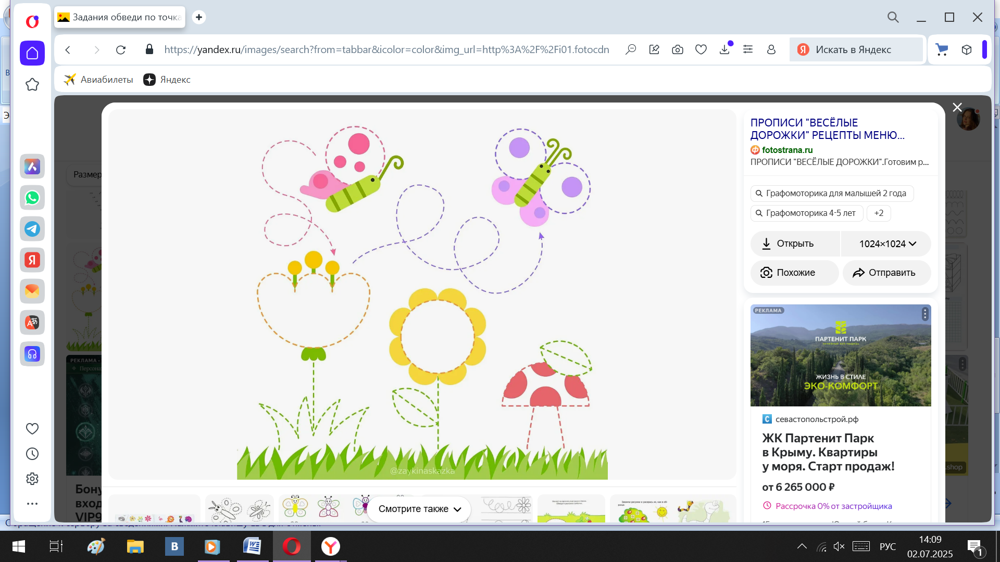 Задания обведи по точка
https://yandex.ru/images/search?from=tabbar&icolor=color&img_url=http%3A%2F%2Fi01.fotocdn
Искать в Яндекс
Авиабилеты
Яндекс
Размер
ПРОПИСИ "ВЕСЁЛЫЕ
ДОРОЖКИ" РЕЦЕПТЫ МЕНЮ...
fotostrana.ru
ПРОПИСИ "ВЕСЁЛЫЕ ДОРОЖКИ".Готовим р...
Графомоторика для малышей 2 года
Графомоторика 4-5 лет
+2
Открыть
1024×1024
Похожие
Отправить
@zaykinaskazka
РЕКЛАМА
ПАРТЕНИТ ПАРК
ЖИЗНЬ В СТИЛЕ
ЭКО-КОМФОРТ
севастопольстрой.рф
ЖК Партенит Парк
в Крыму. Квартиры
у моря. Старт продаж!
от 6 265 000 ₽
Рассрочка 0% от застройщика
РЕКЛАМА •
Персона
Бону
вход
VIP9
.shop
Смотрите также
РУС
14:09
02.07.2025
1